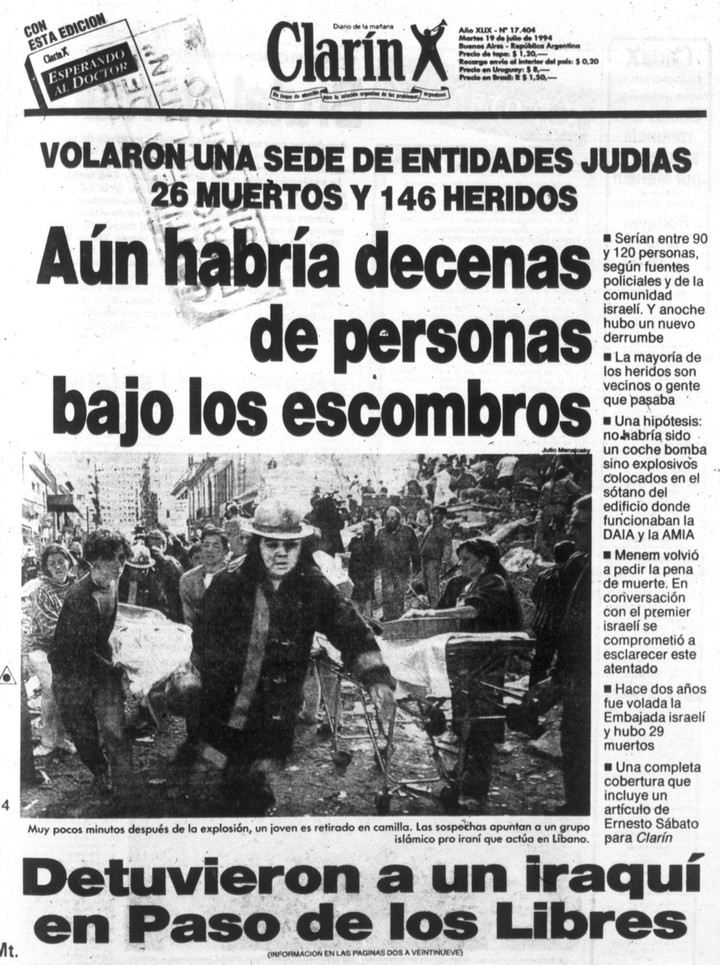 CON
ESTA EDICION
Clarín X
ESPERANDO
AL DOCTOR
Diario de la mañana
Clarín
Un toque de atención para la solución argentina de los problemas argentinos
Año XLIX - Nº 17.404
Martes 19 de julio de 1994
Buenos Aires - República Argentina
Precio de tapa: $ 1,20,—
Recargo envío al interior del país: $ 0,20
Precio en Uruguay: $ 8,—
Precio en Brasil: R $ 1,50,—
VOLARON UNA SEDE DE ENTIDADES JUDIAS
26 MUERTOS Y 146 HERIDOS
Aún habría decenas
de personas
bajo los escombros
■ Serían entre 90
y 120 personas,
según fuentes
policiales y de la
comunidad
israelí. Y anoche
hubo un nuevo
derrumbe
■ La mayoría de
los heridos son
vecinos o gente
que pasaba
■ Una hipótesis:
no habría sido
un coche bomba
sino explosivos
colocados en el
sótano del
edificio donde
funcionaban la
DAIA y la AMIA
■ Menem volvió
a pedir la pena
de muerte. En
conversación
con el premier
israelí se
comprometió a
esclarecer este
atentado
■ Hace dos años
fue volada la
Embajada israelí
y hubo 29
muertos
■ Una completa
cobertura que
incluye un
artículo de
Ernesto Sábato
para Clarín
Julio Menajosky
4
Muy pocos minutos después de la explosión, un joven es retirado en camilla. Las sospechas apuntan a un grupo
islámico pro iraní que actúa en Líbano.
Detuvieron a un iraquí
en Paso de los Libres
(INFORMACION EN LAS PAGINAS DOS A VEINTINUEVE)
Mt.